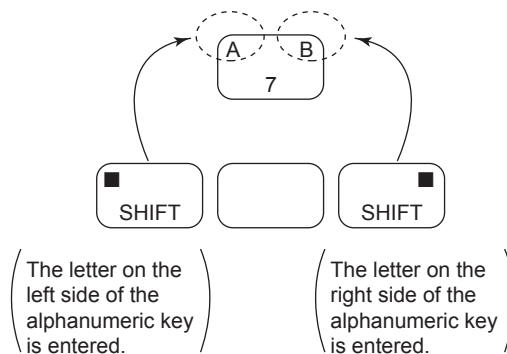 A B
7
SHIFT
SHIFT
The letter on the
left side of the
alphanumeric key
is entered.
The letter on the
right side of the
alphanumeric key
is entered.